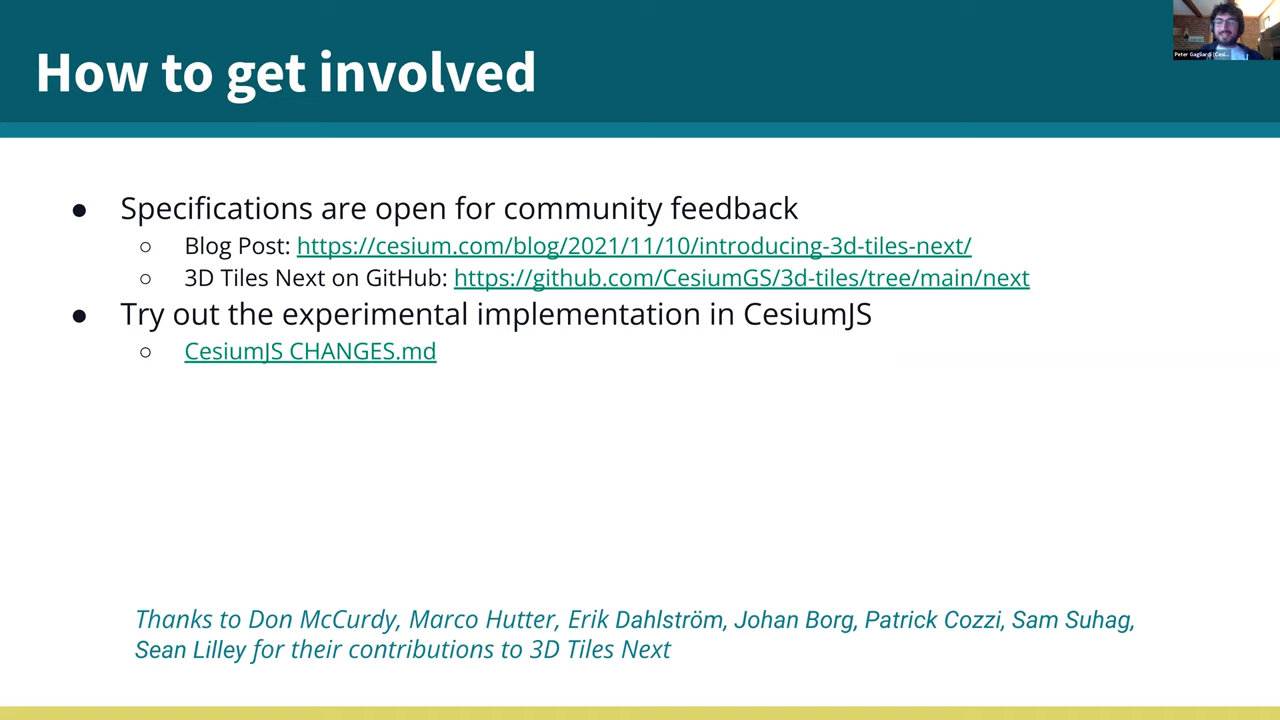 How to get involved
Peter Gagliardi (Cesi...
● Specifications are open for community feedback
○ Blog Post: https://cesium.com/blog/2021/11/10/introducing-3d-tiles-next/
○ 3D Tiles Next on GitHub: https://github.com/CesiumGS/3d-tiles/tree/main/next
● Try out the experimental implementation in CesiumJS
○ CesiumJS CHANGES.md
Thanks to Don McCurdy, Marco Hutter, Erik Dahlström, Johan Borg, Patrick Cozzi, Sam Suhag,
Sean Lilley for their contributions to 3D Tiles Next